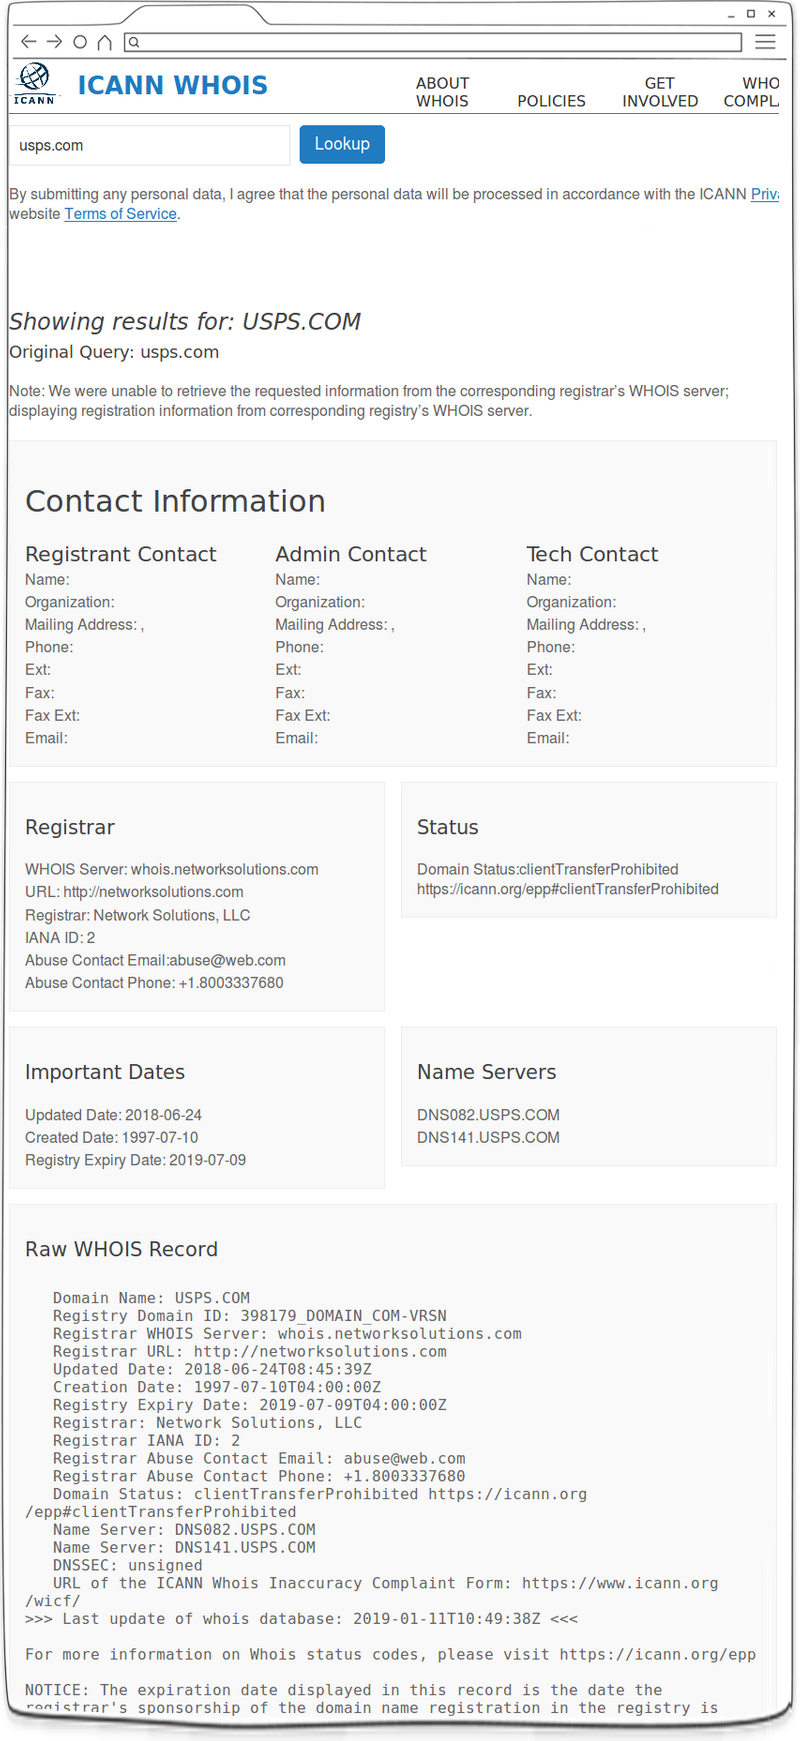 ICANN
ICANN WHOIS
ABOUT
WHOIS
POLICIES
GET
INVOLVED
WHO
COMPL
usps.com
Lookup
By submitting any personal data, I agree that the personal data will be processed in accordance with the ICANN Priv
website Terms of Service.
Showing results for: USPS.COM
Original Query: usps.com
Note: We were unable to retrieve the requested information from the corresponding registrar’s WHOIS server;
displaying registration information from corresponding registry’s WHOIS server.
Contact Information
Registrant Contact
Name:
Organization:
Mailing Address: ,
Phone:
Ext:
Fax:
Fax Ext:
Email:
Admin Contact
Name:
Organization:
Mailing Address: ,
Phone:
Ext:
Fax:
Fax Ext:
Email:
Tech Contact
Name:
Organization:
Mailing Address: ,
Phone:
Ext:
Fax:
Fax Ext:
Email:
Registrar
WHOIS Server: whois.networksolutions.com
URL: http://networksolutions.com
Registrar: Network Solutions, LLC
IANA ID: 2
Abuse Contact Email:abuse@web.com
Abuse Contact Phone: +1.8003337680
Status
Domain Status:clientTransferProhibited
https://icann.org/epp#clientTransferProhibited
Important Dates
Updated Date: 2018-06-24
Created Date: 1997-07-10
Registry Expiry Date: 2019-07-09
Name Servers
DNS082.USPS.COM
DNS141.USPS.COM
Raw WHOIS Record
Domain Name: USPS.COM
Registry Domain ID: 398179_DOMAIN_COM-VRSN
Registrar WHOIS Server: whois.networksolutions.com
Registrar URL: http://networksolutions.com
Updated Date: 2018-06-24T08:45:39Z
Creation Date: 1997-07-10T04:00:00Z
Registry Expiry Date: 2019-07-09T04:00:00Z
Registrar: Network Solutions, LLC
Registrar IANA ID: 2
Registrar Abuse Contact Email: abuse@web.com
Registrar Abuse Contact Phone: +1.8003337680
Domain Status: clientTransferProhibited https://icann.org
/epp#clientTransferProhibited
Name Server: DNS082.USPS.COM
Name Server: DNS141.USPS.COM
DNSSEC: unsigned
URL of the ICANN Whois Inaccuracy Complaint Form: https://www.icann.org
/wicf/
>>> Last update of whois database: 2019-01-11T10:49:38Z <<<
For more information on Whois status codes, please visit https://icann.org/epp
NOTICE: The expiration date displayed in this record is the date the
registrar's sponsorship of the domain name registration in the registry is